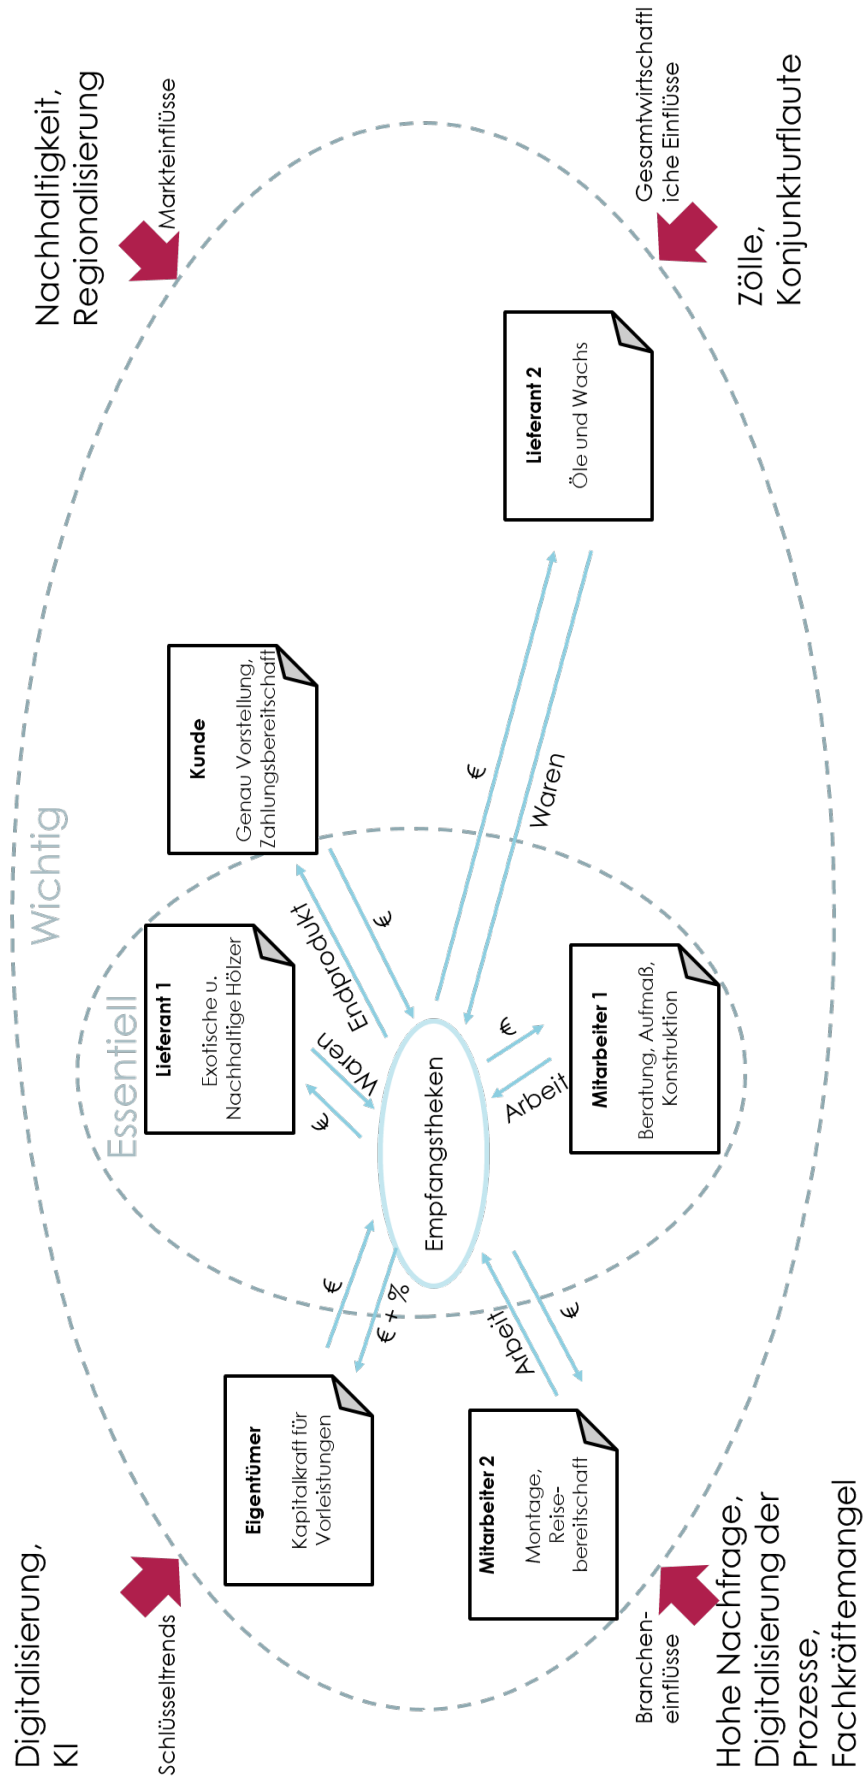 Digitalisierung,
KI
Schlüsseltrends
Nachhaltigkeit,
Regionalisierung
Markteinflüsse
Wichtig
Essentiell
Eigentümer
Kapitalkraft für
Vorleistungen
Lieferant 1
Exotische u.
Nachhaltige Hölzer
Kunde
Genau Vorstellung,
Zahlungsbereitschaft
€
€ + %
€
Waren
Endprodukt
€
Empfangstheken
Arbeit
€
Arbeit
€
€
Waren
Mitarbeiter 2
Montage,
Reise-
bereitschaft
Mitarbeiter 1
Beratung, Aufmaß,
Konstruktion
Lieferant 2
Öle und Wachs
Branchen-
einflüsse
Hohe Nachfrage,
Digitalisierung der
Prozesse,
Fachkräftemangel
Gesamtwirtschaftl
iche Einflüsse
Zölle,
Konjunkturflaute